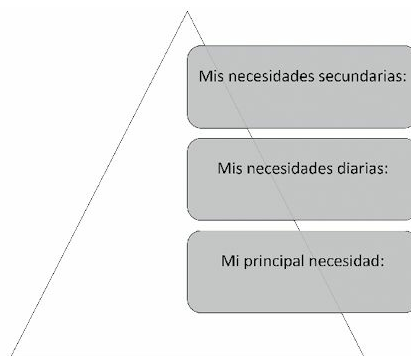 Mis necesidades secundarias:
Mis necesidades diarias:
Mi principal necesidad: